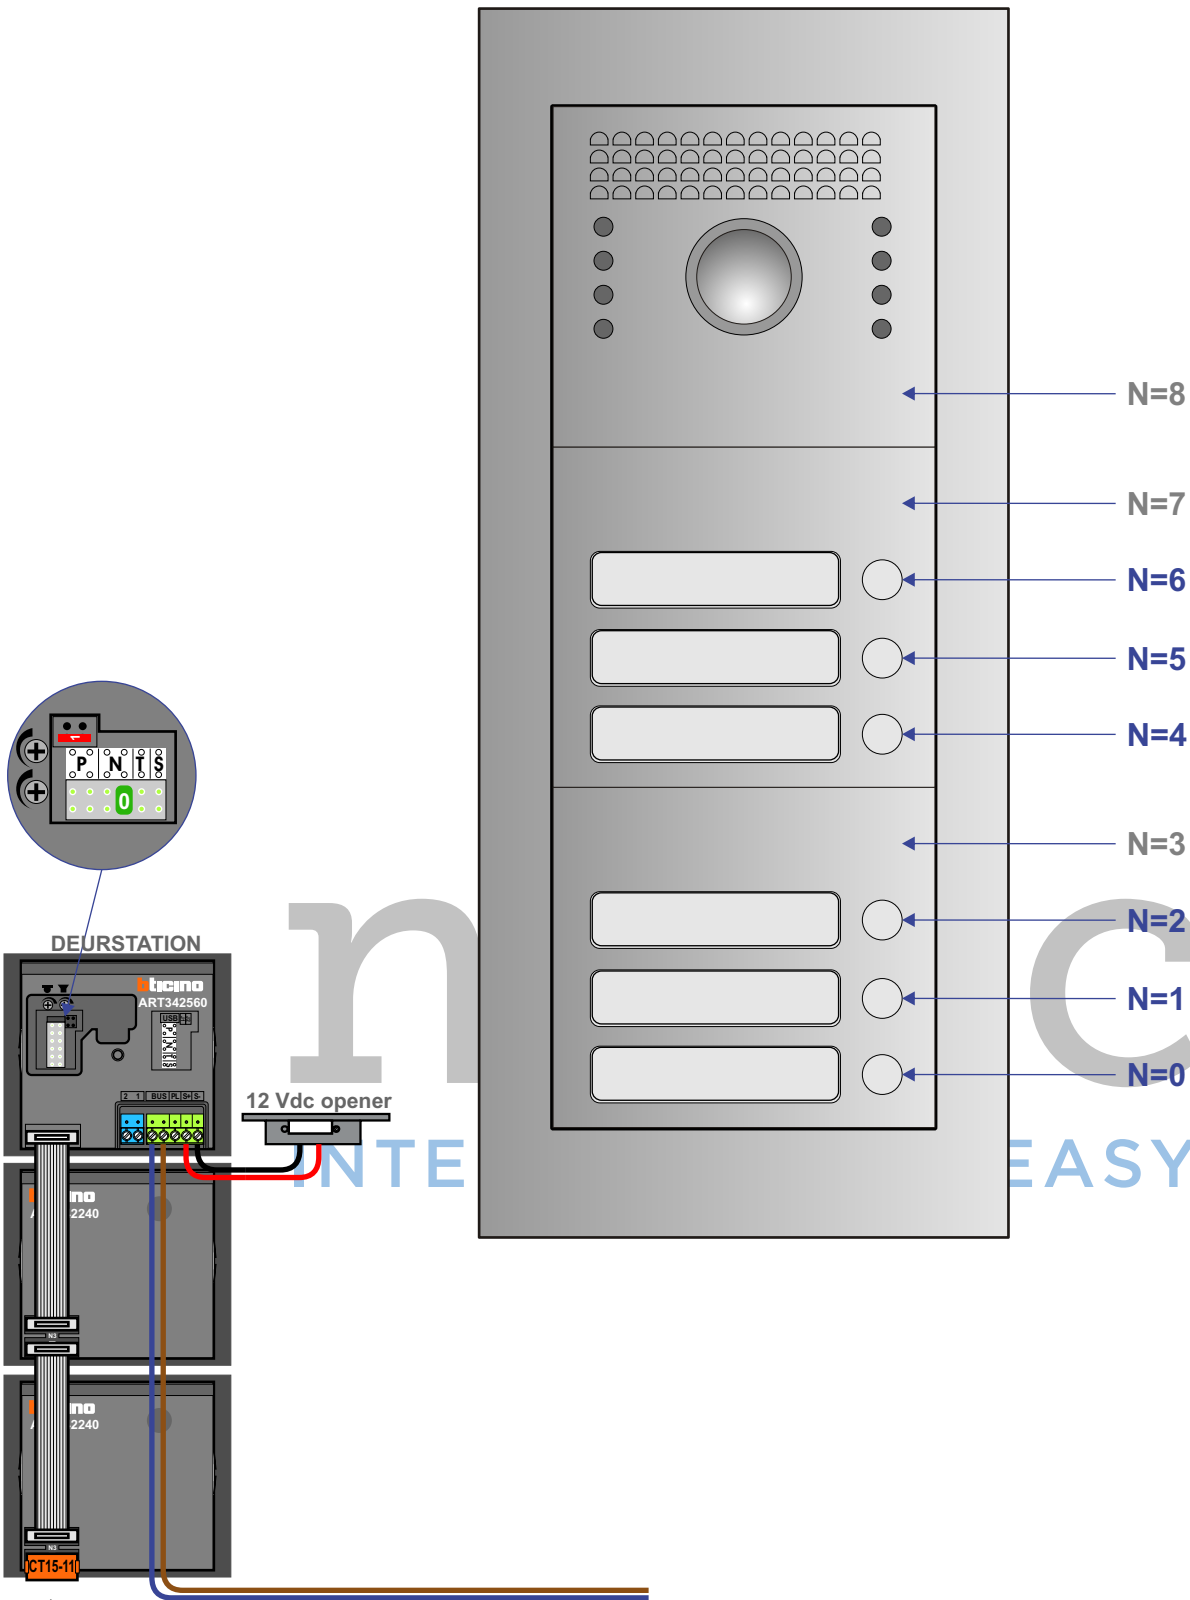 N=8
N=7
N=6
N=5
N=4
1
P N T S
0
N=3
DEURSTATION
N=2
bticino
ART342560
USB
P N T S
N=1
2 1 BUS PL S+ S-
12 Vdc opener
N=0
INTE
EASY
2240
N3
2240
N3
CT15-11